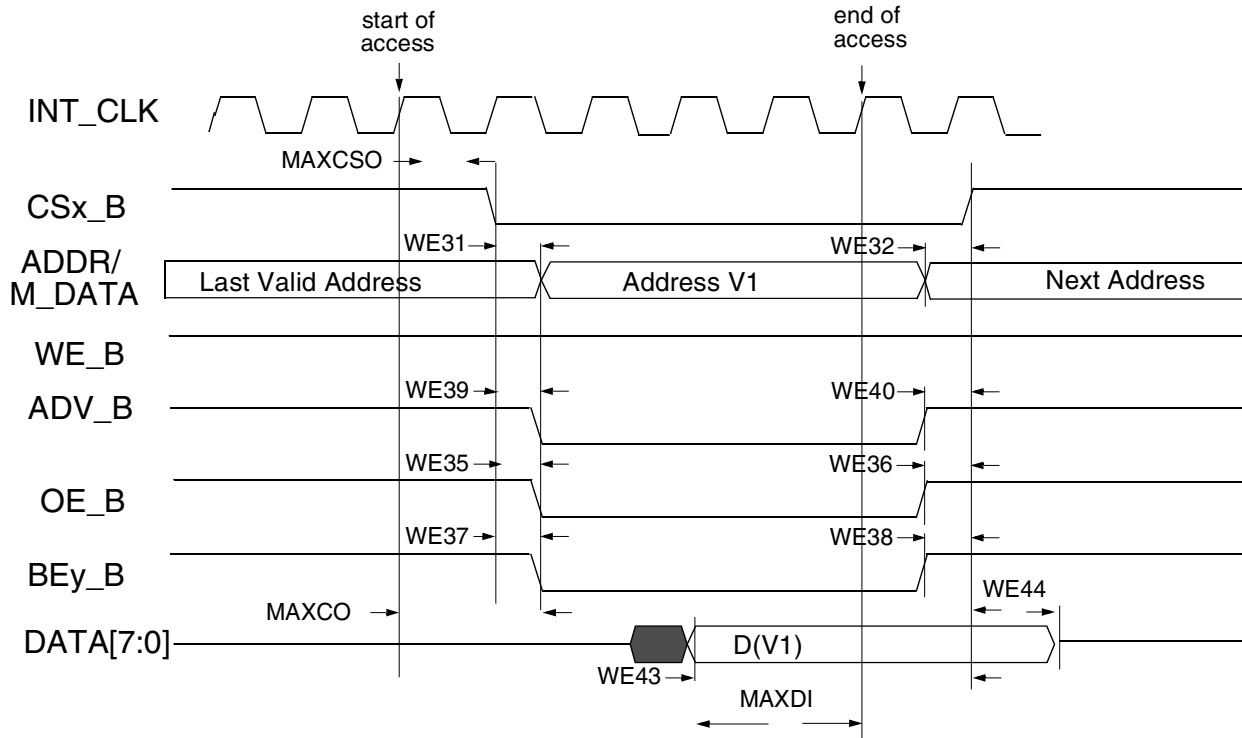 start of
access
end of
access
INT_CLK
MAXCSO
CSx_B
WE31
WE32
ADDR/
M_DATA
Last Valid Address
Address V1
Next Address
WE_B
WE39
WE40
ADV_B
WE35
WE36
OE_B
WE37
WE38
BEy_B
WE44
MAXCO
DATA[7:0]
D(V1)
WE43
MAXDI